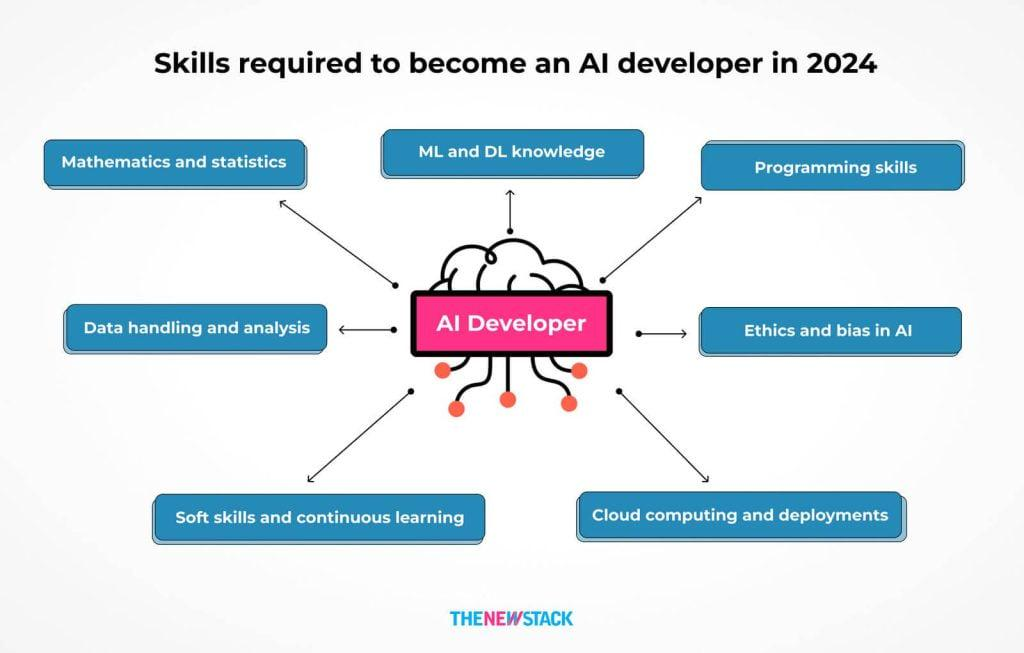 Skills required to become an AI developer in 2024
Mathematics and statistics
ML and DL knowledge
Programming skills
Data handling and analysis
AI Developer
Ethics and bias in AI
Soft skills and continuous learning
Cloud computing and deployments
THENEWSTACK